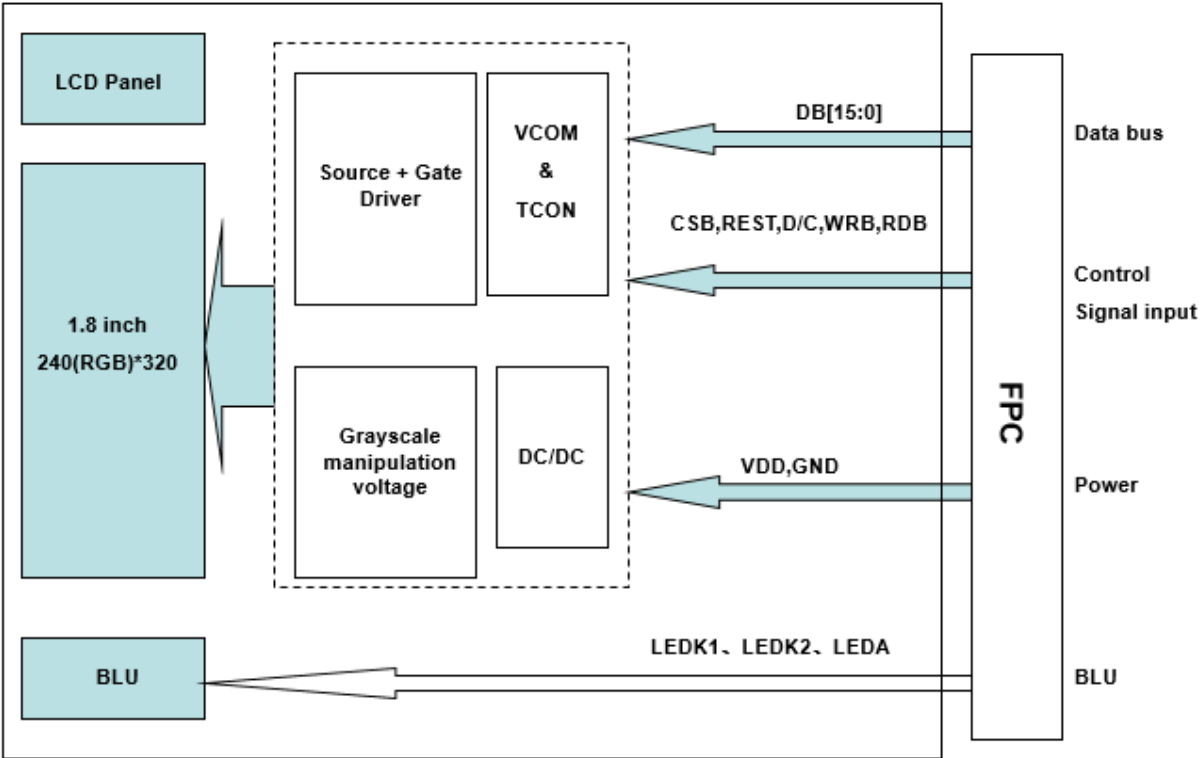 LCD Panel
1.8 inch
240(RGB)*320
BLU
Source + Gate
Driver
VCOM
&
TCON
Grayscale
manipulation
voltage
DC/DC
DB[15:0]
CSB,REST,D/C,WRB,RDB
VDD,GND
LEDK1、LEDK2、LEDA
FPC
Data bus
Control
Signal input
Power
BLU